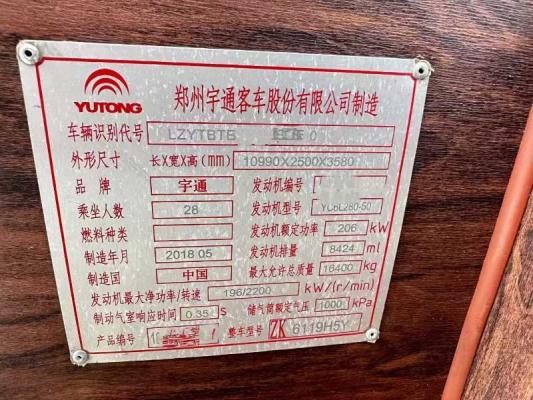 YUTONG 郑州宇通客车股份有限公司制造
车辆识别代号 LZYTBTE 0
外形尺寸 长X宽X高(mm) 10990X2500X3580
品牌 宇通 发动机编号
乘坐人数 28 发动机型号 YC6L280-50
燃料种类 发动机额定功率 206 kW
制造年月 2018 05 发动机排量 8424 ml
制造国 中国 最大允许总质量 16400 kg
发动机最大净功率/转速 196/2200 kW/(r/min)
制动气室响应时间 0.35 S 储气筒额定气压 1000 kPa
产品编号 整车型号 ZK 6119H5Y